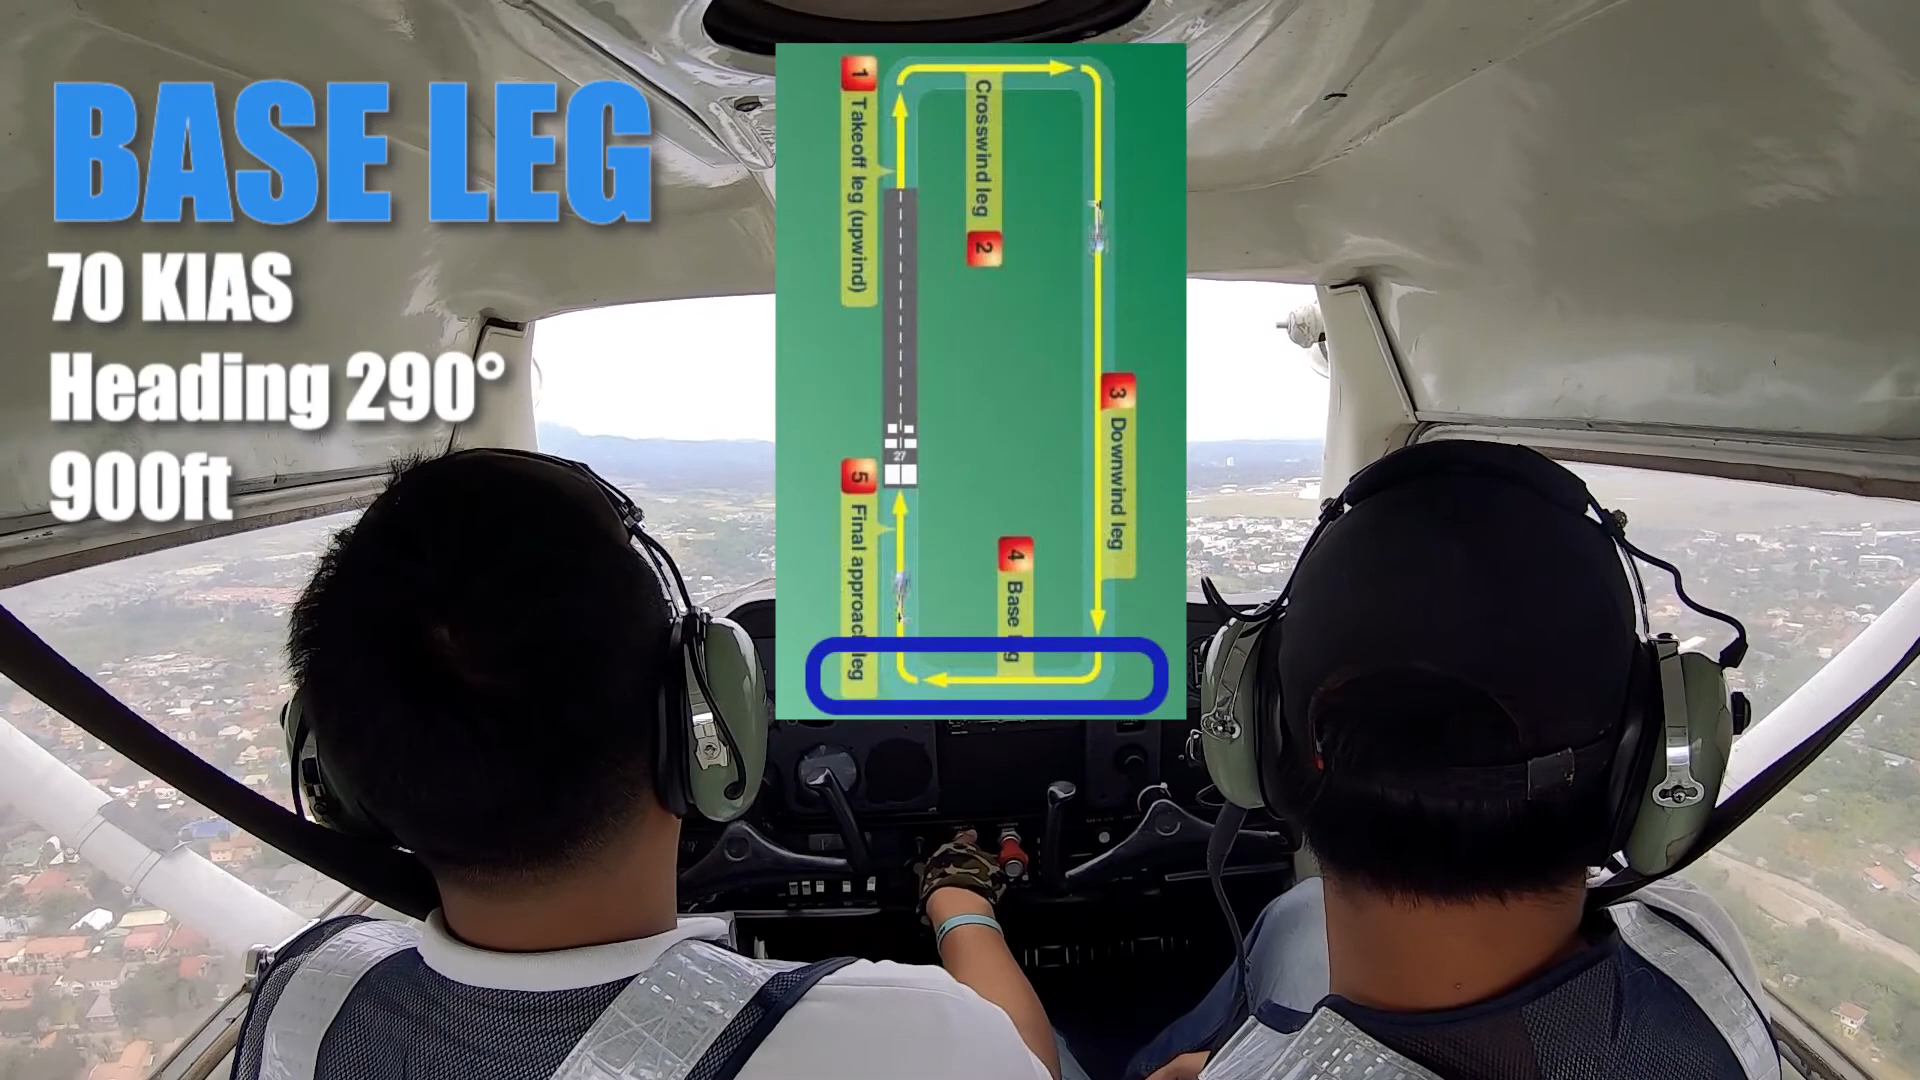 BASE LEG
70 KIAS
Heading 290°
900ft
1 Takeoff leg (upwind)
Crosswind leg 2
3 Downwind leg
4 Base
27
5 Final approach leg